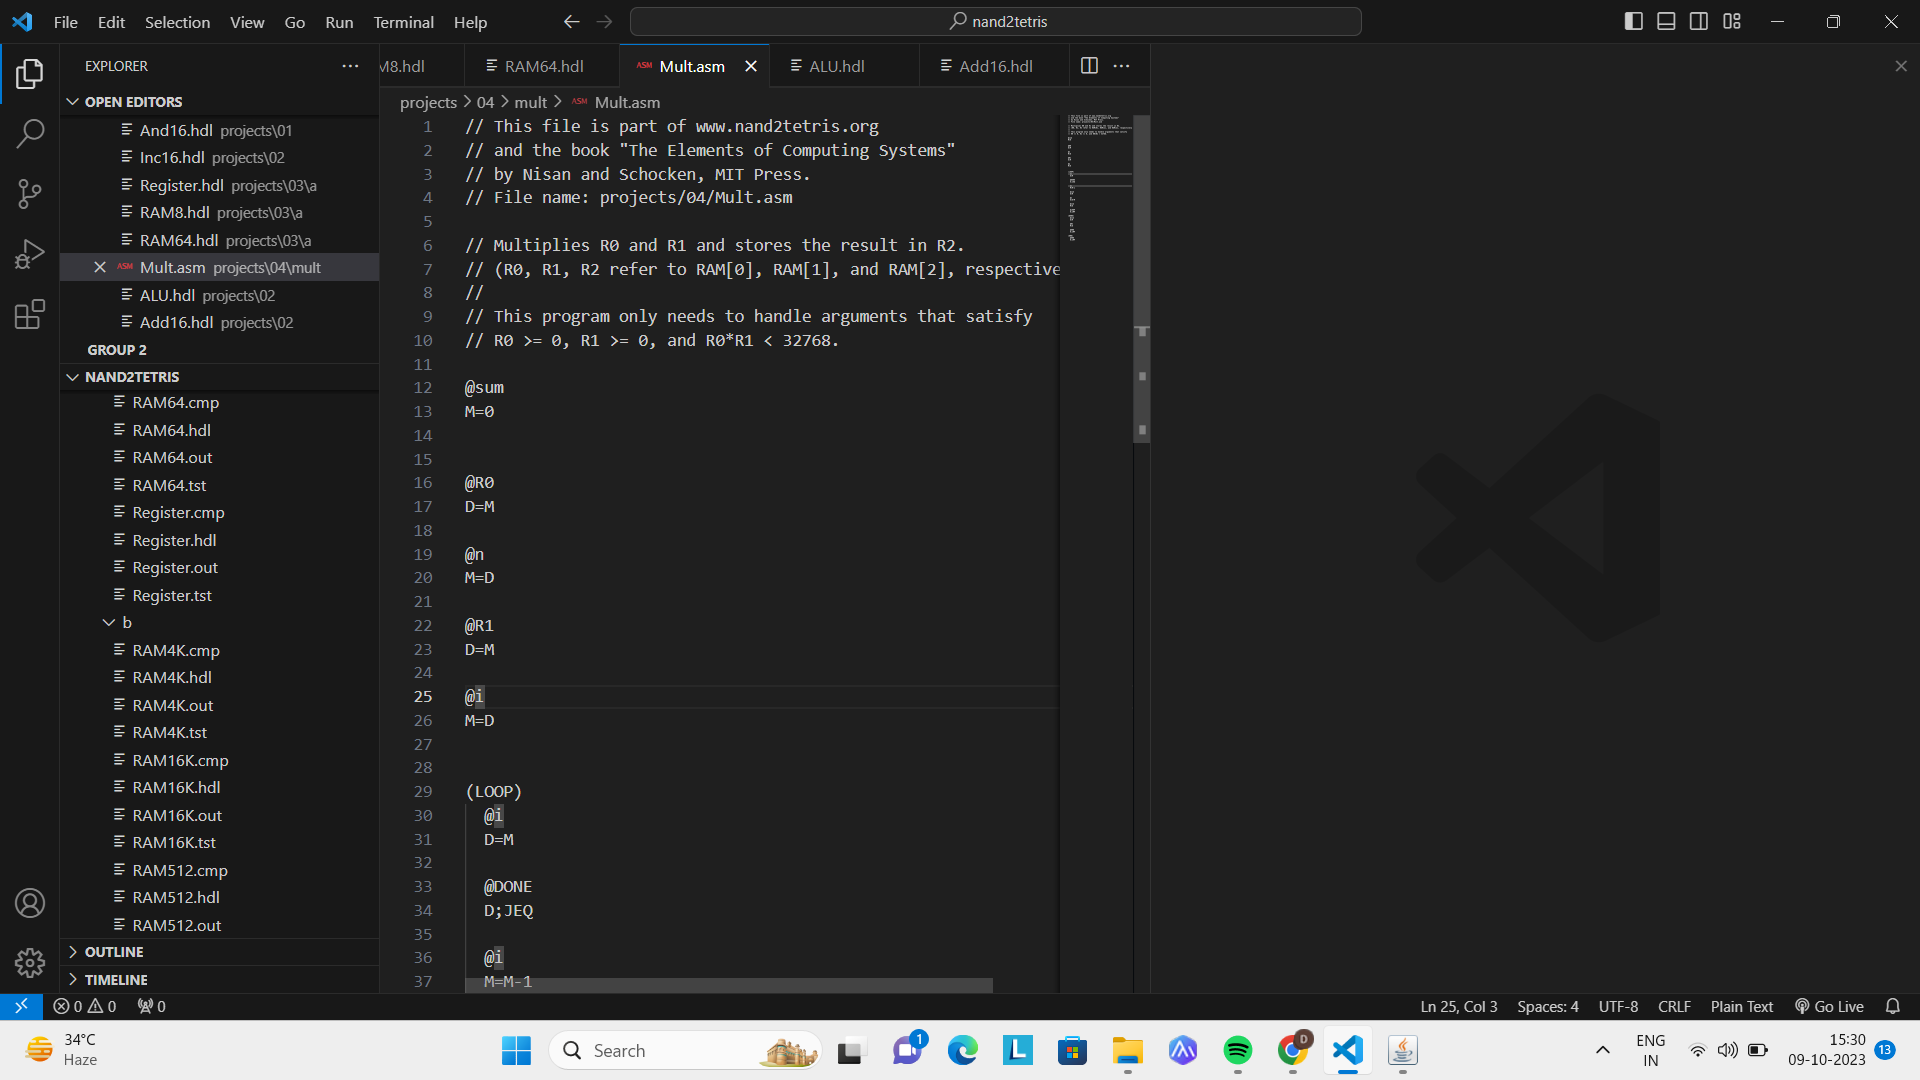 File Edit Selection View Go Run Terminal Help
nand2tetris
EXPLORER
OPEN EDITORS
And16.hdl projects\01
Inc16.hdl projects\02
Register.hdl projects\03\a
RAM8.hdl projects\03\a
RAM64.hdl projects\03\a
ASM Mult.asm projects\04\mult
ALU.hdl projects\02
Add16.hdl projects\02
GROUP 2
NAND2TETRIS
RAM64.cmp
RAM64.hdl
RAM64.out
RAM64.tst
Register.cmp
Register.hdl
Register.out
Register.tst
b
RAM4K.cmp
RAM4K.hdl
RAM4K.out
RAM4K.tst
RAM16K.cmp
RAM16K.hdl
RAM16K.out
RAM16K.tst
RAM512.cmp
RAM512.hdl
RAM512.out
OUTLINE
TIMELINE
M8.hdl RAM64.hdl ASM Mult.asm ALU.hdl Add16.hdl
projects > 04 > mult > ASM Mult.asm
1 // This file is part of www.nand2tetris.org
2 // and the book "The Elements of Computing Systems"
3 // by Nisan and Schocken, MIT Press.
4 // File name: projects/04/Mult.asm
5
6 // Multiplies R0 and R1 and stores the result in R2.
7 // (R0, R1, R2 refer to RAM[0], RAM[1], and RAM[2], respective
8 //
9 // This program only needs to handle arguments that satisfy
10 // R0 >= 0, R1 >= 0, and R0*R1 < 32768.
11
12 @sum
13 M=0
14
15
16 @R0
17 D=M
18
19 @n
20 M=D
21
22 @R1
23 D=M
24
25 @i
26 M=D
27
28
29 (LOOP)
30 @i
31 D=M
32
33 @DONE
34 D;JEQ
35
36 @i
37 M=M-1
0 0 0
Ln 25, Col 3 Spaces: 4 UTF-8 CRLF Plain Text Go Live
34°C
Haze
Search
1
L
D
ENG
IN
15:30
09-10-2023
13